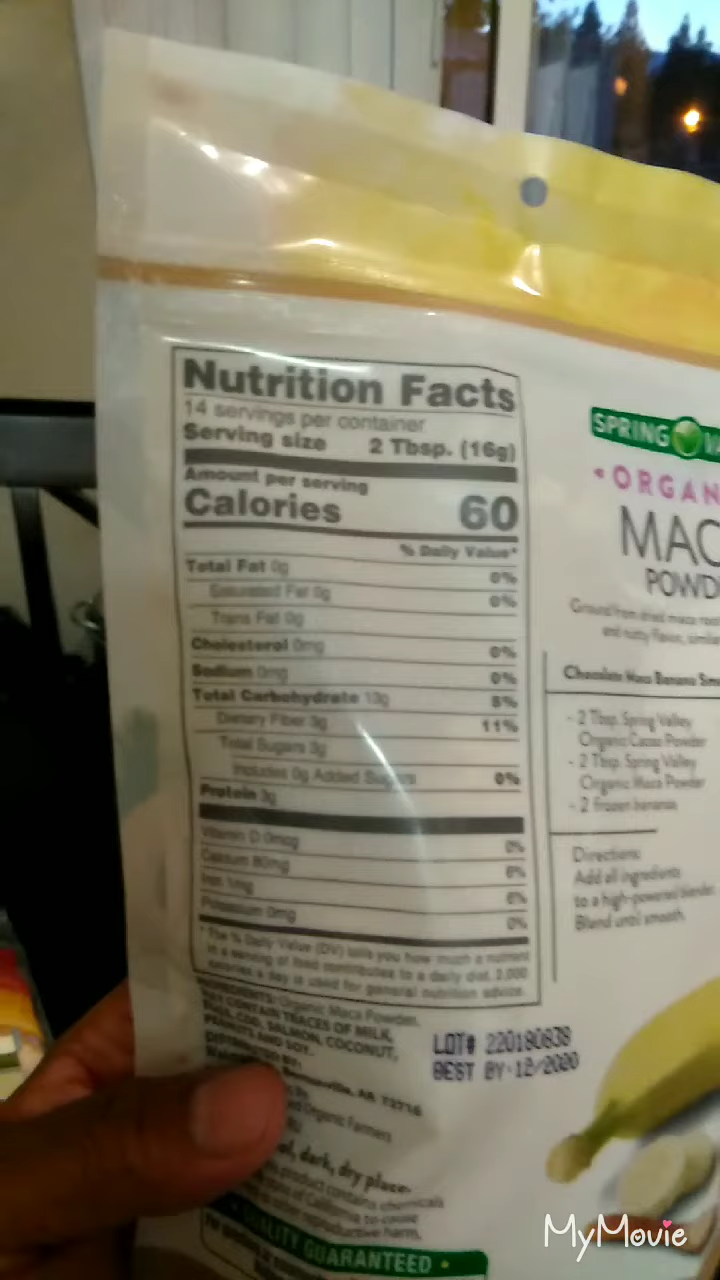 Nutrition Facts
14 servings per container
Serving size 2 Tbsp. (16g)
Amount per serving
Calories 60
% Daily Value*
Total Fat 0g 0%
Saturated Fat 0g 0%
Trans Fat 0g
Cholesterol 0mg 0%
Sodium 0mg 0%
Total Carbohydrate 13g 5%
Dietary Fiber 3g 11%
Total Sugars 3g
Includes 0g Added Sugars 0%
Protein 3g
Vitamin D 0mcg 0%
Calcium 80mg 6%
Iron 1mg 6%
Potassium 0mg 0%
* The % Daily Value (DV) tells you how much a nutrient
in a serving of food contributes to a daily diet. 2,000
calories a day is used for general nutrition advice.
INGREDIENTS: Organic Maca Powder.
MAY CONTAIN TRACES OF MILK,
EGGS, COD, SALMON, COCONUT,
PEANUTS AND SOY.
DISTRIBUTED BY:
Bentonville, AR 72716
Organic Farmers
dark, dry place.
product contains chemicals
State of California to cause
reproductive harm.
QUALITY GUARANTEED
LOT# 220180838
BEST BY:12/2020
SPRING
ORGAN
MAC
POWD
Ground from dried maca root
and nutty flavor, similar
Chocolate Maca Banana Smo
- 2 Tbsp. Spring Valley
Organic Cacao Powder
- 2 Tbsp. Spring Valley
Organic Maca Powder
- 2 frozen bananas
Directions:
Add all ingredients
to a high-powered blender.
Blend until smooth.
MyMovie